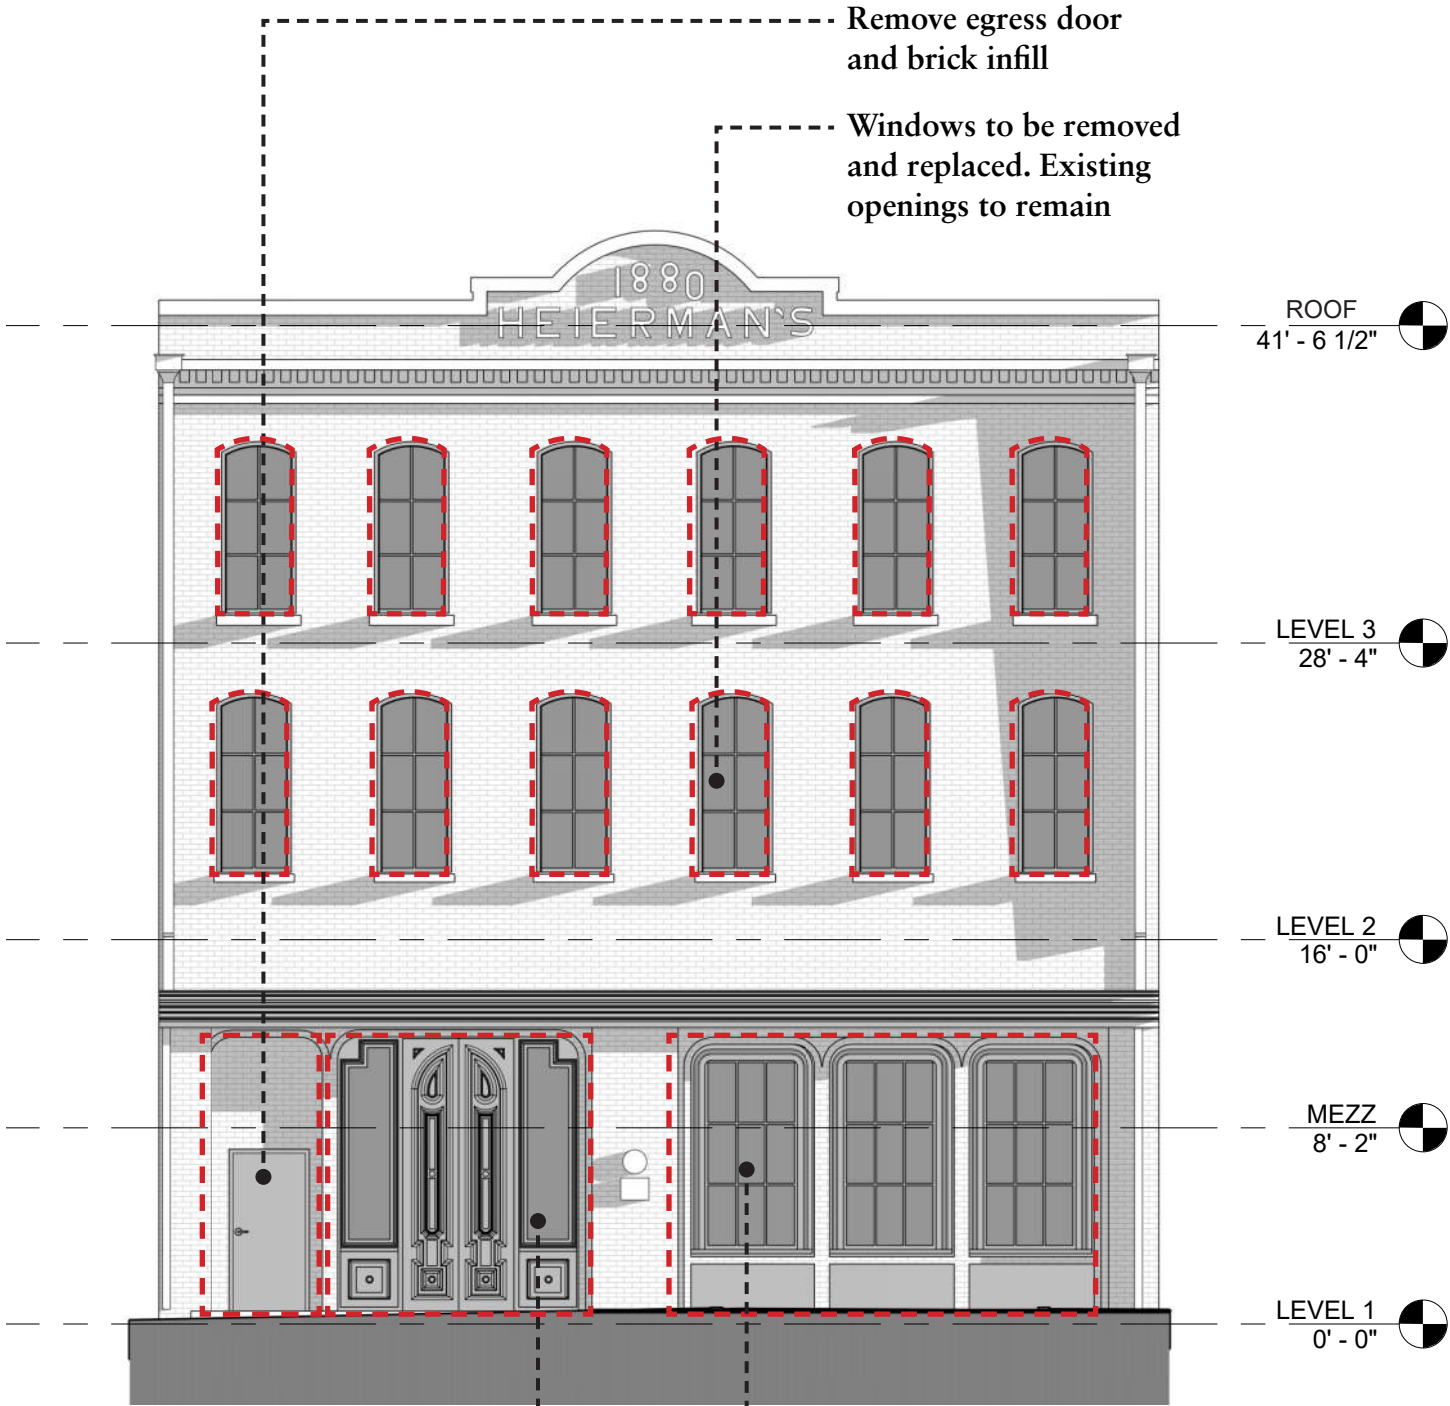 Remove egress door
and brick infill
Windows to be removed
and replaced. Existing
openings to remain
1880
HEIERMAN'S
ROOF
41' - 6 1/2"
LEVEL 3
28' - 4"
LEVEL 2
16' - 0"
MEZZ
8' - 2"
LEVEL 1
0' - 0"